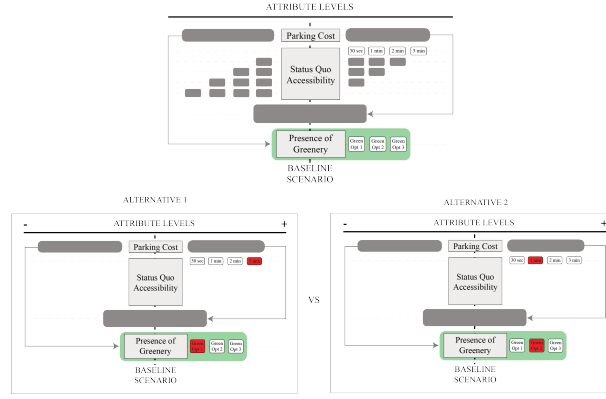 ATTRIBUTE LEVELS
Parking Cost
30 sec 1 min 2 min 3 min
Status Quo
Accessibility
Presence of
Greenery
Green
Opt 1
Green
Opt 2
Green
Opt 3
BASELINE
SCENARIO
ALTERNATIVE 1
- ATTRIBUTE LEVELS +
Parking Cost
30 sec 1 min 2 min
Status Quo
Accessibility
Presence of
Greenery
Green
Opt 1
Green
Opt 2
Green
Opt 3
BASELINE
SCENARIO
VS
ALTERNATIVE 2
- ATTRIBUTE LEVELS +
Parking Cost
30 sec 2 min 3 min
Status Quo
Accessibility
Presence of
Greenery
Green
Opt 1
Green
Green
Opt 3
BASELINE
SCENARIO